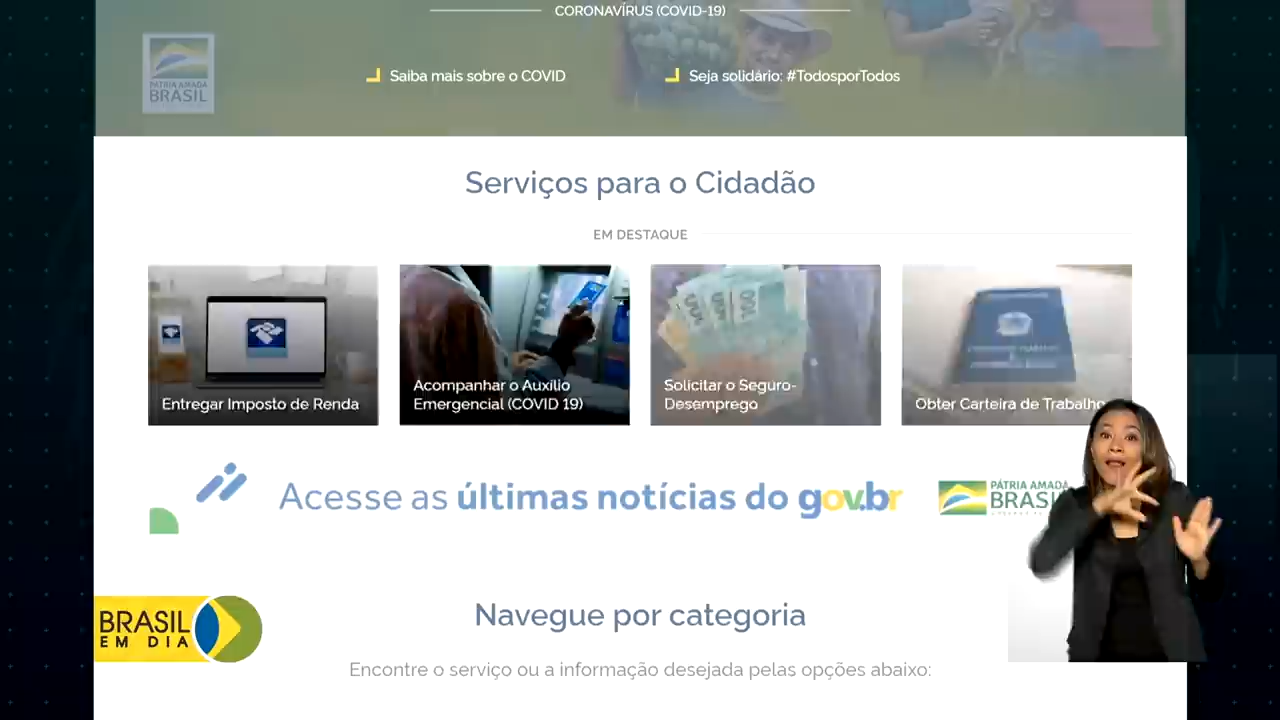 CORONAVÍRUS (COVID-19)
Saiba mais sobre o COVID
Seja solidário: #TodosporTodos
PÁTRIA AMADA
BRASIL
Serviços para o Cidadão
EM DESTAQUE
Entregar Imposto de Renda
Acompanhar o Auxílio
Emergencial (COVID 19)
Solicitar o Seguro-
Desemprego
Obter Carteira de Trabalho
Acesse as últimas notícias do gov.br
PÁTRIA AMADA
BRASIL
BRASIL
EM DIA
Navegue por categoria
Encontre o serviço ou a informação desejada pelas opções abaixo: